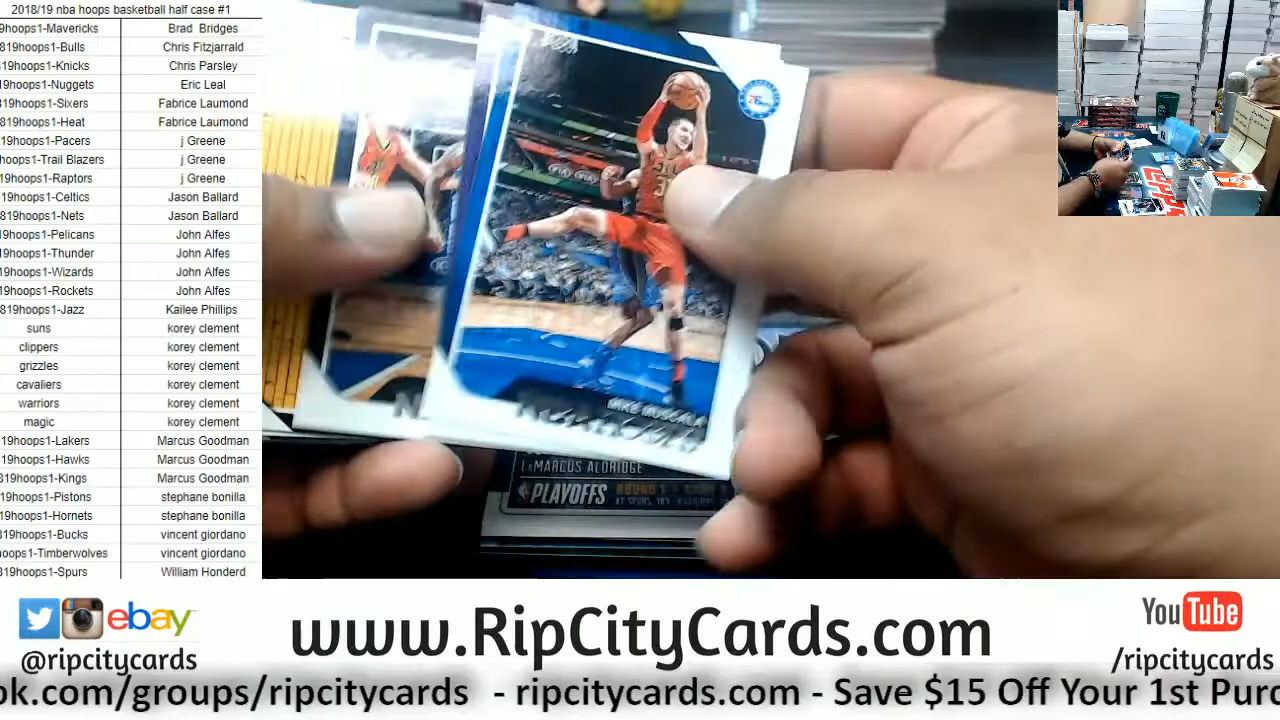 2018/19 nba hoops basketball half case #1
9hoops1-Mavericks Brad Bridges
819hoops1-Bulls Chris Fitzjarrald
19hoops1-Knicks Chris Parsley
19hoops1-Nuggets Eric Leal
819hoops1-Sixers Fabrice Laumond
819hoops1-Heat Fabrice Laumond
19hoops1-Pacers j Greene
hoops1-Trail Blazers j Greene
19hoops1-Raptors j Greene
19hoops1-Celtics Jason Ballard
819hoops1-Nets Jason Ballard
9hoops1-Pelicans John Alfes
19hoops1-Thunder John Alfes
19hoops1-Wizards John Alfes
19hoops1-Rockets John Alfes
819hoops1-Jazz Kailee Phillips
suns korey clement
clippers korey clement
grizzles korey clement
cavaliers korey clement
warriors korey clement
magic korey clement
19hoops1-Lakers Marcus Goodman
19hoops1-Hawks Marcus Goodman
819hoops1-Kings Marcus Goodman
19hoops1-Pistons stephane bonilla
19hoops1-Hornets stephane bonilla
819hoops1-Bucks vincent giordano
hoops1-Timberwolves vincent giordano
819hoops1-Spurs William Honderd
LAMARCUS ALDRIDGE
PLAYOFFS
ebay
@ripcitycards
www.RipCityCards.com
YouTube
/ripcitycards
ok.com/groups/ripcitycards - ripcitycards.com - Save $15 Off Your 1st Purc